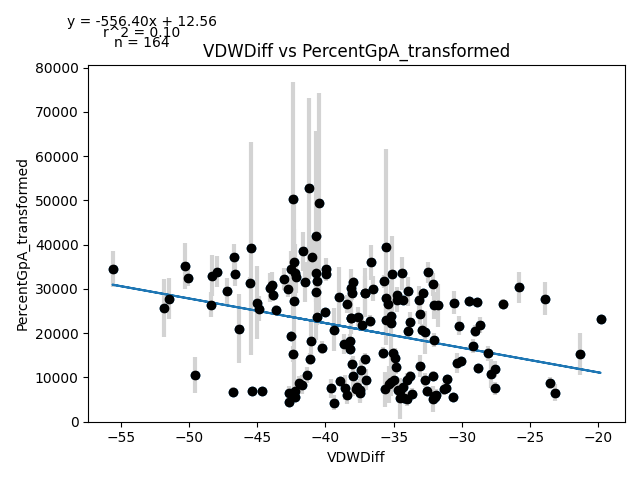 y = -556.40x + 12.56
r^2 = 0.10
n = 164
VDWDiff vs PercentGpA_transformed
80000
70000
60000
50000
40000
30000
20000
10000
0
PercentGpA_transformed
−55
−50
−45
−40
−35
−30
−25
−20
VDWDiff